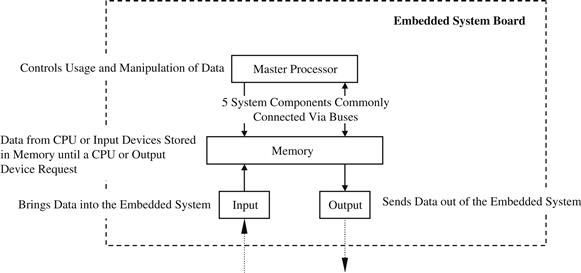 Embedded System Board
Controls Usage and Manipulation of Data
Master Processor
5 System Components Commonly
Connected Via Buses
Data from CPU or Input Devices Stored
in Memory until a CPU or Output
Device Request
Memory
Brings Data into the Embedded System
Input
Output
Sends Data out of the Embedded System